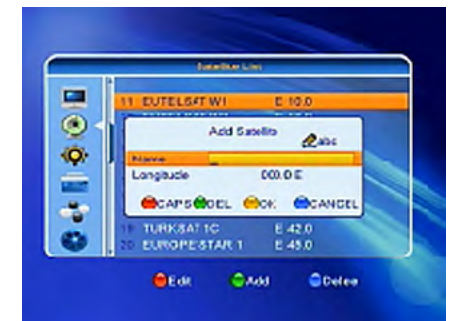 Satellite List
11 EUTELSAT W1 E 10.0
Add Satellite
abc
Name
Longitude 000.0 E
CAPS DEL OK CANCEL
19 TURKSAT 1C E 42.0
20 EUROPE STAR 1 E 45.0
Edit Add Delee